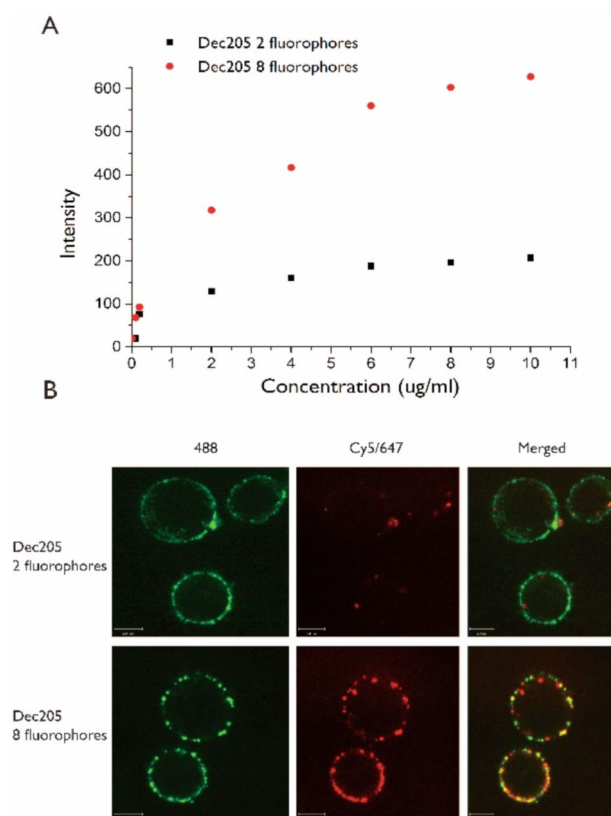 A
Dec205 2 fluorophores
Dec205 8 fluorophores
600
500
400
300
200
100
0
Intensity
0 1 2 3 4 5 6 7 8 9 10 11
Concentration (ug/ml)
B
488 Cy5/647 Merged
Dec205
2 fluorophores
Dec205
8 fluorophores